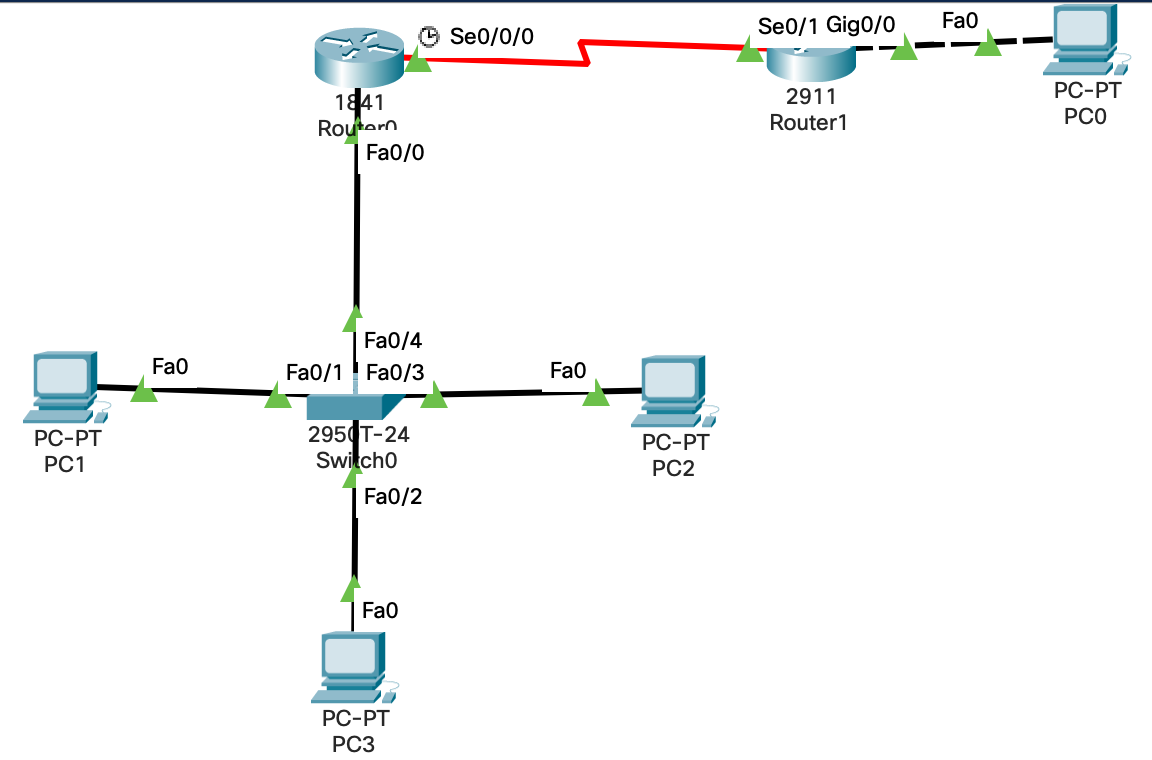 Se0/0/0
Se0/1 Gig0/0
Fa0
1841
Router0
2911
Router1
PC-PT
PC0
Fa0/0
Fa0/4
Fa0
Fa0/1
Fa0/3
Fa0
PC-PT
PC1
2950T-24
Switch0
PC-PT
PC2
Fa0/2
Fa0
PC-PT
PC3